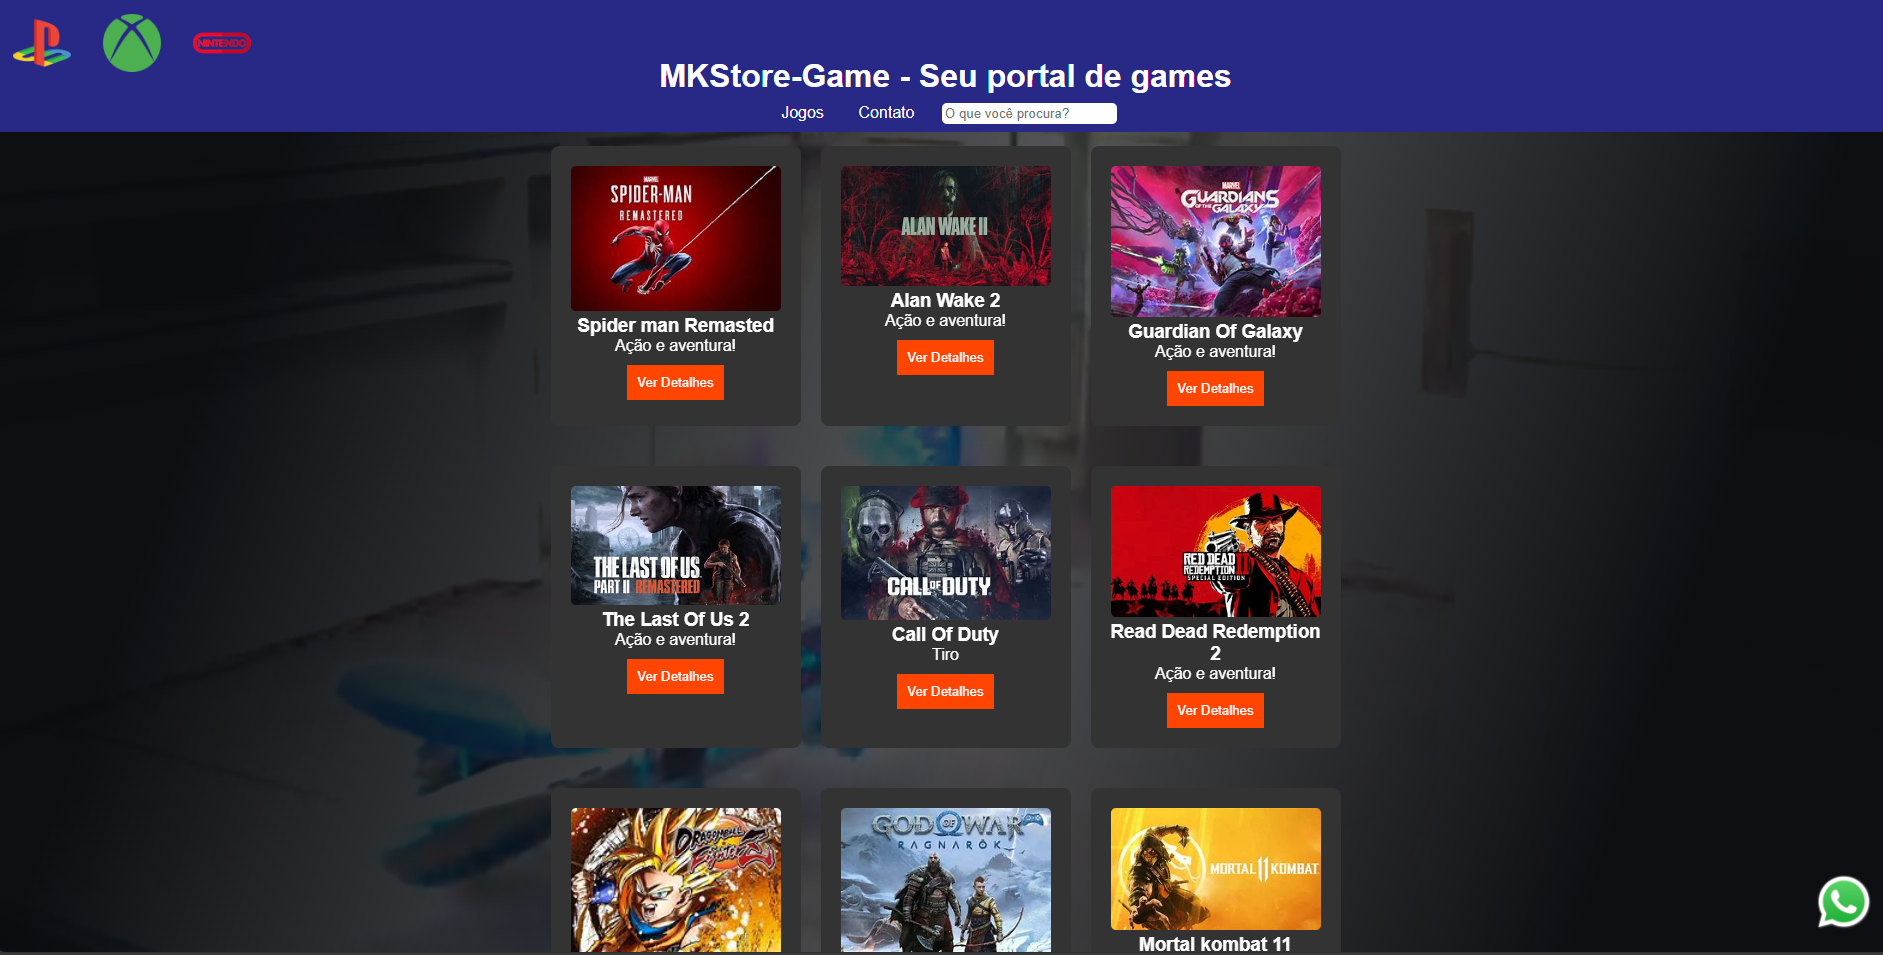 NINTENDO
MKStore-Game - Seu portal de games
Jogos
Contato
O que você procura?
MARVEL
SPIDER-MAN
REMASTERED
Spider man Remasted
Ação e aventura!
Ver Detalhes
ALAN WAKE II
Alan Wake 2
Ação e aventura!
Ver Detalhes
MARVEL
GUARDIANS
OF THE GALAXY
Guardian Of Galaxy
Ação e aventura!
Ver Detalhes
THE LAST OF US
PART II REMASTERED
The Last Of Us 2
Ação e aventura!
Ver Detalhes
CALL OF DUTY
Call Of Duty
Tiro
Ver Detalhes
RED DEAD
REDEMPTION II
SPECIAL EDITION
Read Dead Redemption
2
Ação e aventura!
Ver Detalhes
DRAGONBALL
FighterZ
GOD OF WAR
RAGNARÖK
MORTAL 11 KOMBAT
Mortal kombat 11